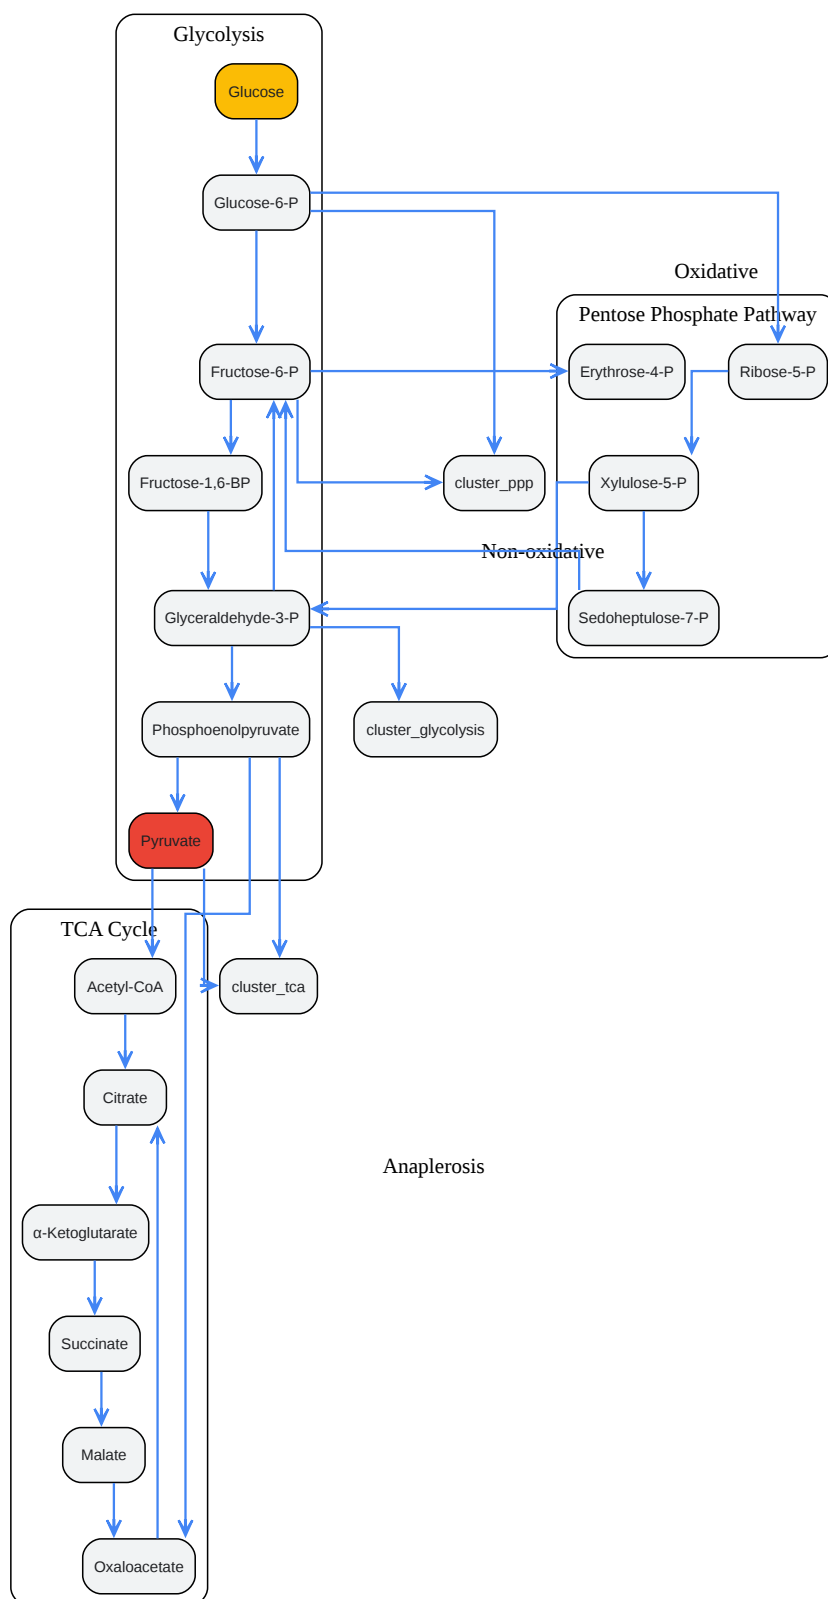 Glycolysis
Glucose
Glucose-6-P
Oxidative
Pentose Phosphate Pathway
Fructose-6-P
Erythrose-4-P
Ribose-5-P
Fructose-1,6-BP
cluster_ppp
Xylulose-5-P
Non-oxidative
Glyceraldehyde-3-P
Sedoheptulose-7-P
Phosphoenolpyruvate
cluster_glycolysis
Pyruvate
TCA Cycle
Acetyl-CoA
cluster_tca
Citrate
Anaplerosis
α-Ketoglutarate
Succinate
Malate
Oxaloacetate